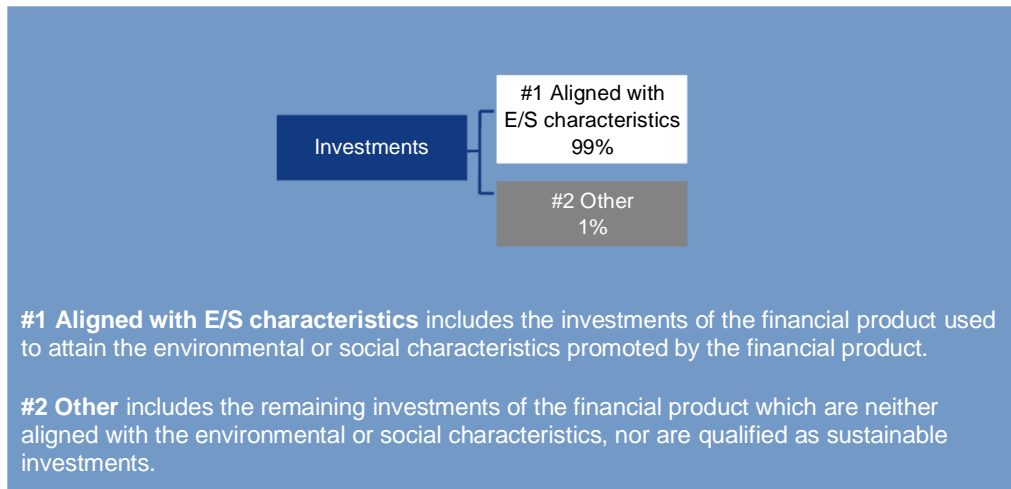 #1 Aligned with
E/S characteristics
99%
Investments
#2 Other
1%
#1 Aligned with E/S characteristics includes the investments of the financial product used
to attain the environmental or social characteristics promoted by the financial product.
#2 Other includes the remaining investments of the financial product which are neither
aligned with the environmental or social characteristics, nor are qualified as sustainable
investments.